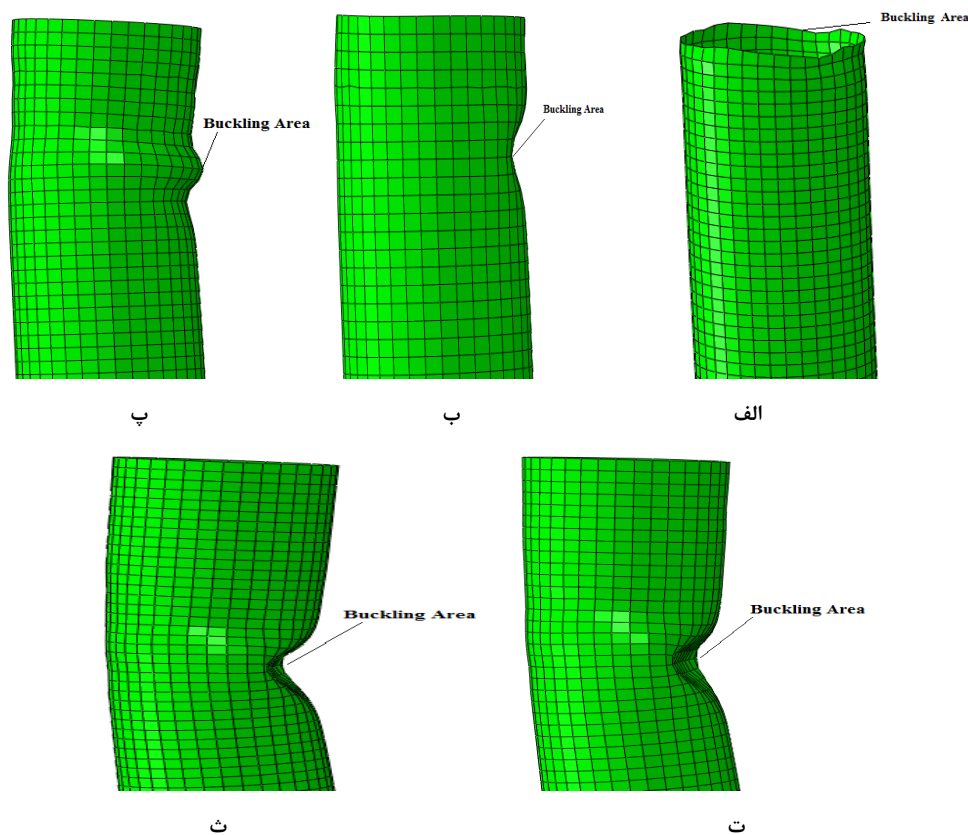 Buckling Area
Buckling Area
Buckling Area
الف
ب
پ
Buckling Area
Buckling Area
ت
ث